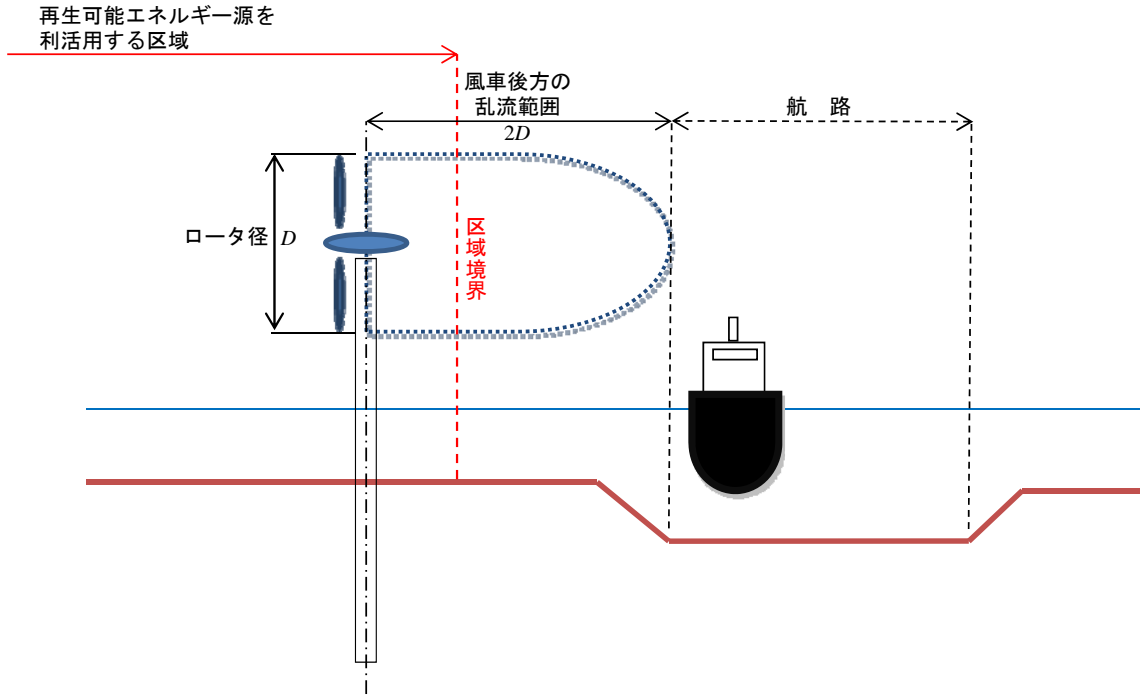 再生可能エネルギー源を
利活用する区域
風車後方の
乱流範囲
2D
航　路
ロータ径 D
区域境界